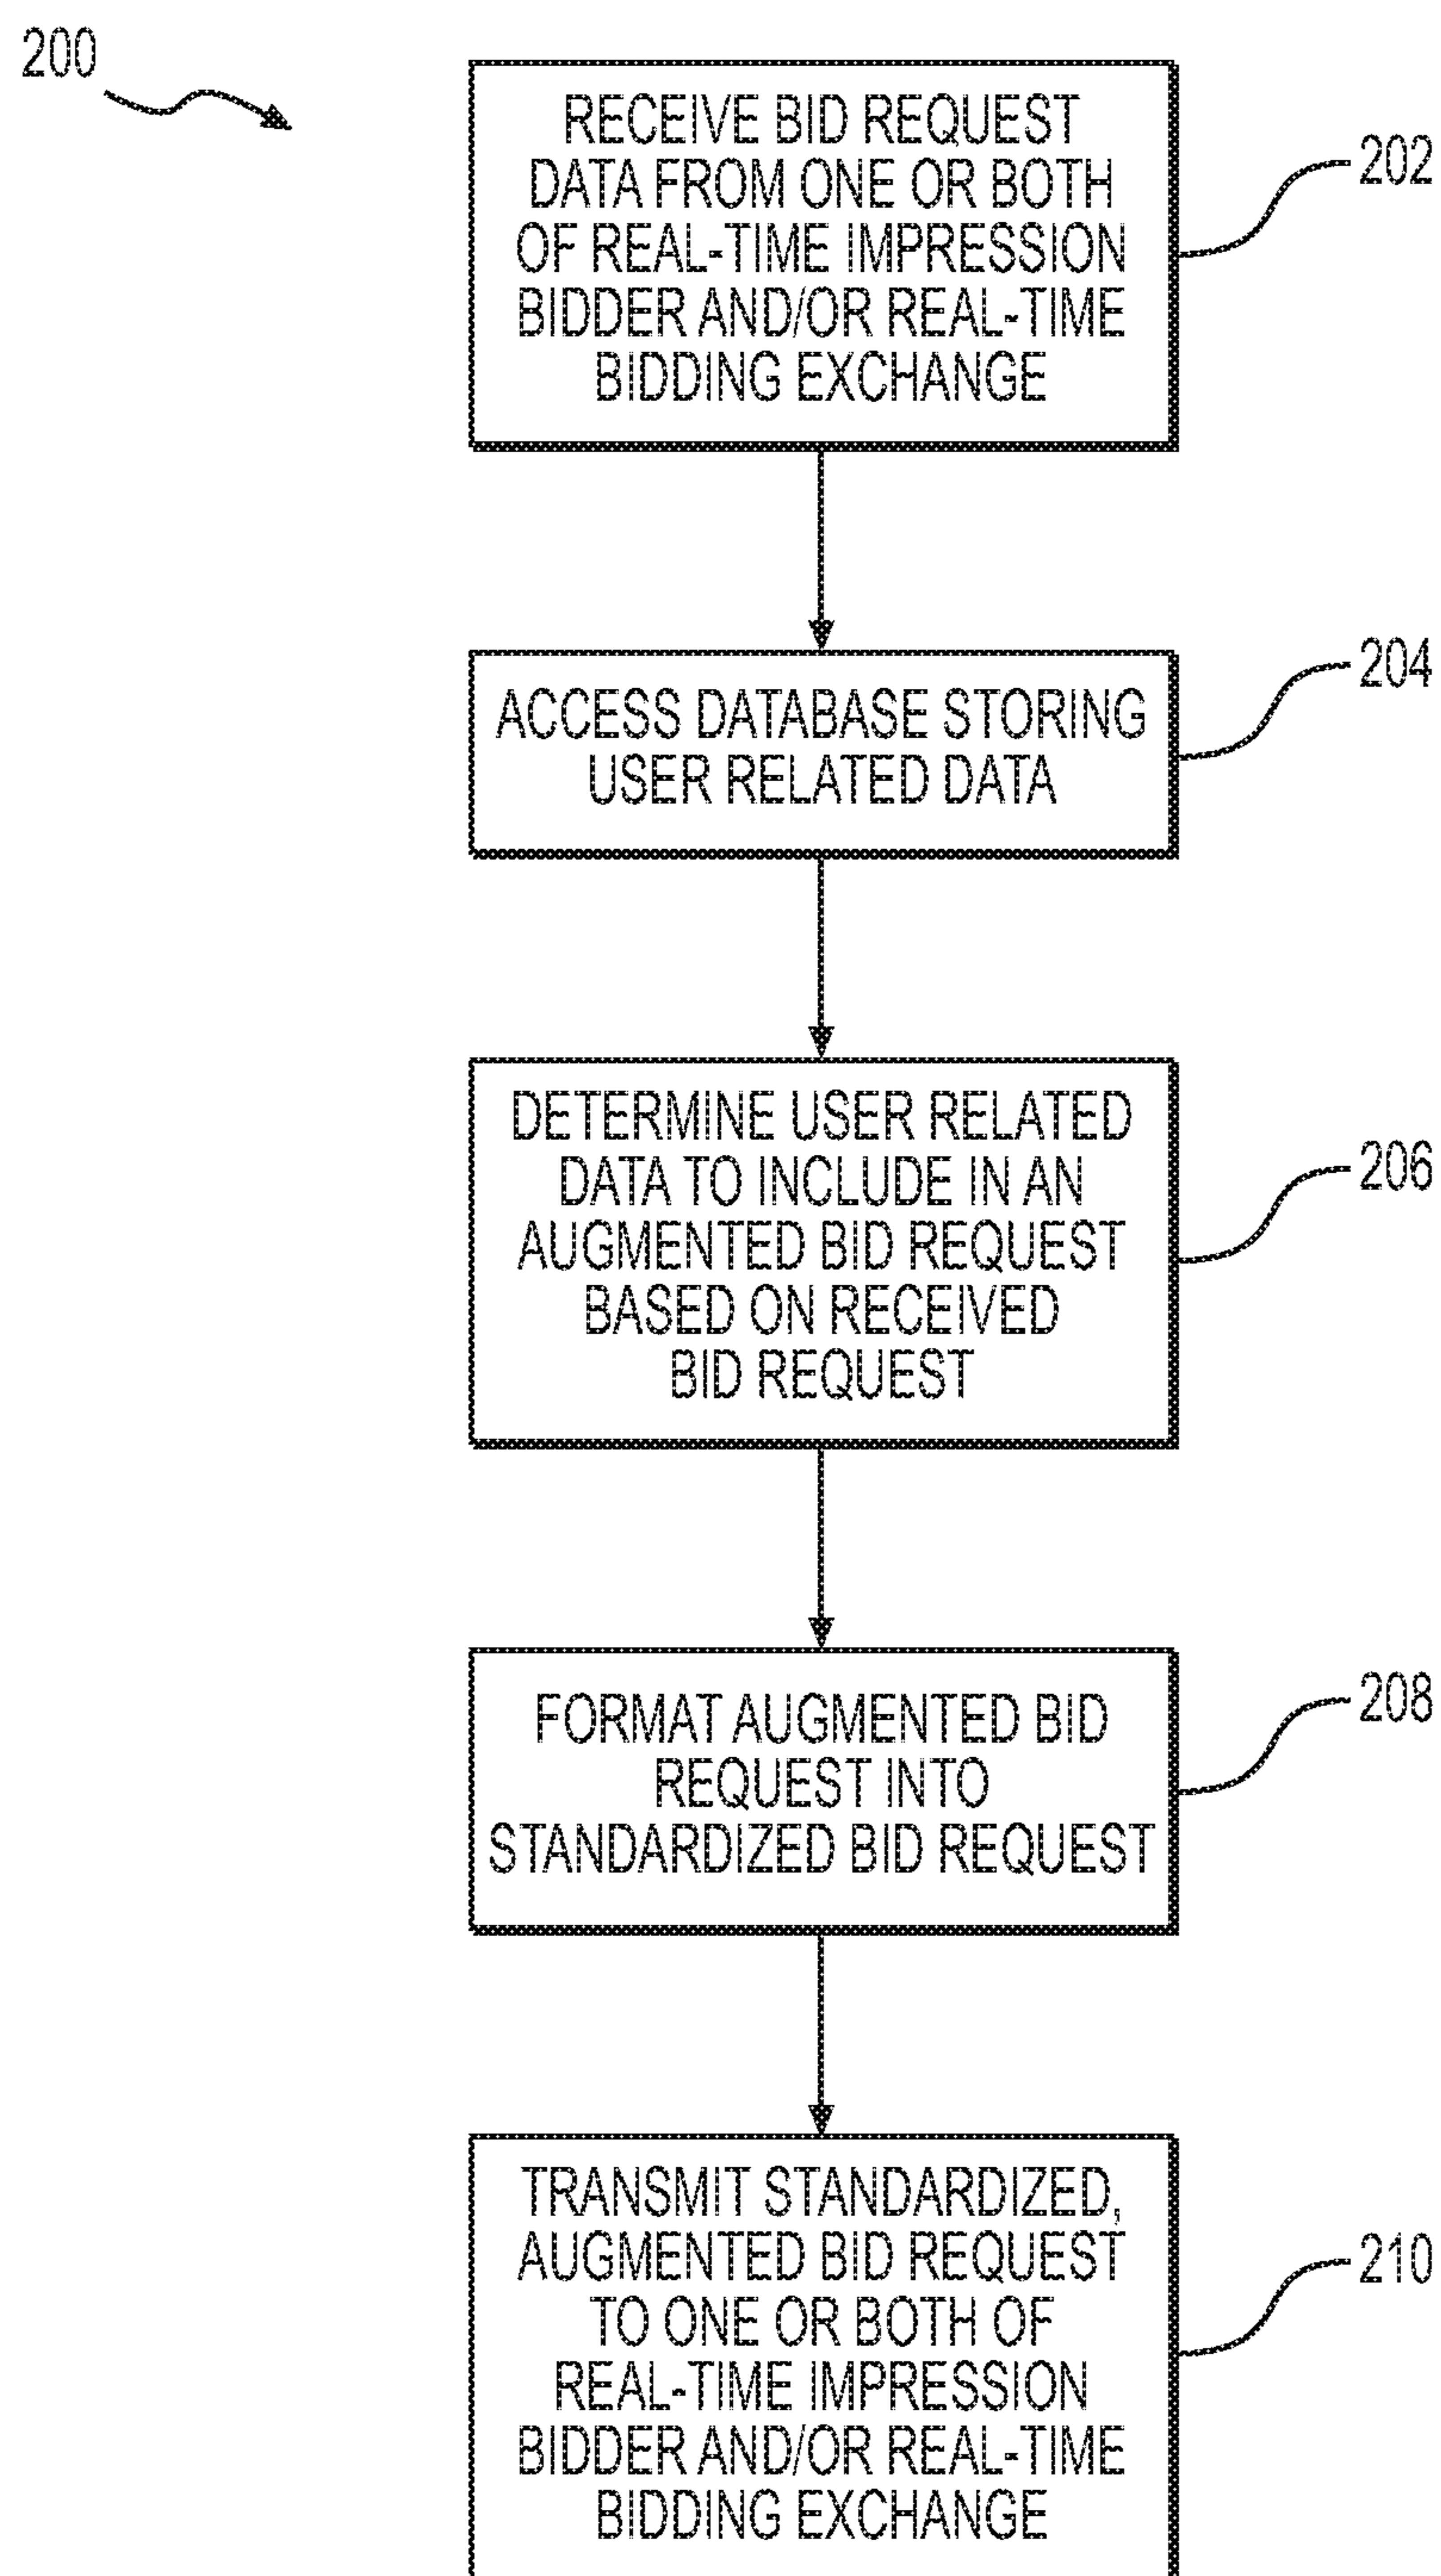 200
RECEIVE BID REQUEST
DATA FROM ONE OR BOTH
OF REAL-TIME IMPRESSION
BIDDER AND/OR REAL-TIME
BIDDING EXCHANGE
202
ACCESS DATABASE STORING
USER RELATED DATA
204
DETERMINE USER RELATED
DATA TO INCLUDE IN AN
AUGMENTED BID REQUEST
BASED ON RECEIVED
BID REQUEST
206
FORMAT AUGMENTED BID
REQUEST INTO
STANDARDIZED BID REQUEST
208
TRANSMIT STANDARDIZED,
AUGMENTED BID REQUEST
TO ONE OR BOTH OF
REAL-TIME IMPRESSION
BIDDER AND/OR REAL-TIME
BIDDING EXCHANGE
210